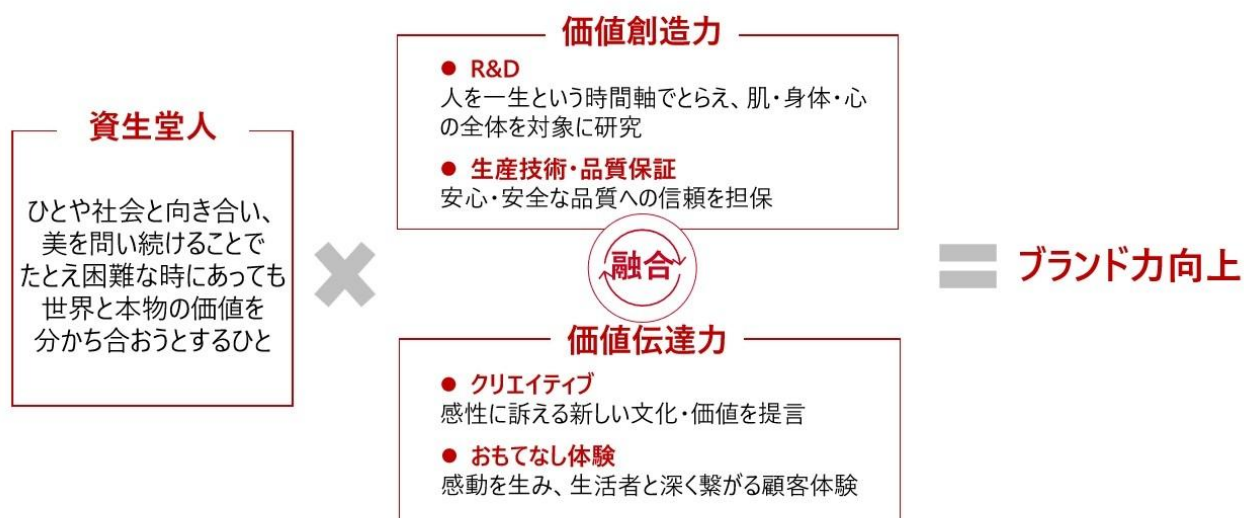 資生堂人
ひとや社会と向き合い、
美を問い続けることで
たとえ困難な時にあっても
世界と本物の価値を
分かち合おうとするひと
価値創造力
● R&D
人を一生という時間軸でとらえ、肌・身体・心
の全体を対象に研究
● 生産技術・品質保証
安心・安全な品質への信頼を担保
融合
価値伝達力
● クリエイティブ
感性に訴える新しい文化・価値を提言
● おもてなし体験
感動を生み、生活者と深く繋がる顧客体験
ブランド力向上